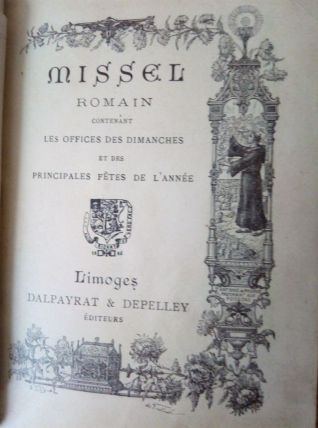 MISSEL
ROMAIN
CONTENANT
LES OFFICES DES DIMANCHES
ET DES
PRINCIPALES FÊTES DE L'ANNÉE
Limoges
DALPAYRAT & DEPELLEY
ÉDITEURS